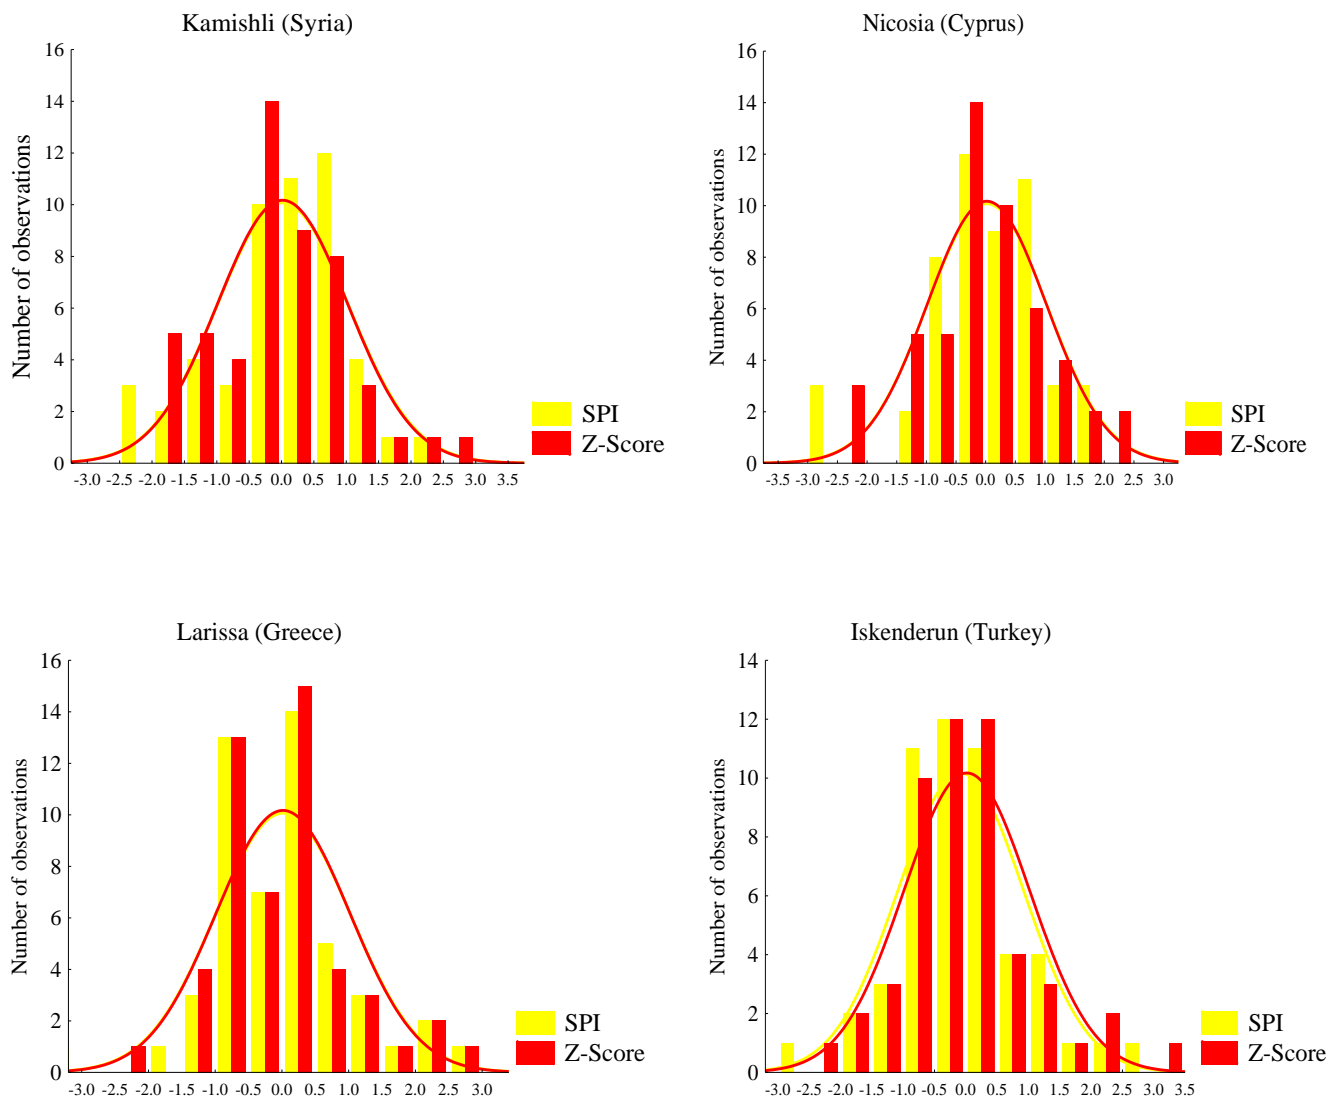 Kamishli (Syria)
16
14
12
10
8
6
4
2
0
Number of observations
-3.0 -2.5 -2.0 -1.5 -1.0 -0.5 0.0 0.5 1.0 1.5 2.0 2.5 3.0 3.5
SPI
Z-Score
Nicosia (Cyprus)
16
14
12
10
8
6
4
2
0
Number of observations
-3.5 -3.0 -2.5 -2.0 -1.5 -1.0 -0.5 0.0 0.5 1.0 1.5 2.0 2.5 3.0
SPI
Z-Score
Larissa (Greece)
16
14
12
10
8
6
4
2
0
Number of observations
-3.0 -2.5 -2.0 -1.5 -1.0 -0.5 0.0 0.5 1.0 1.5 2.0 2.5 3.0
SPI
Z-Score
Iskenderun (Turkey)
14
12
10
8
6
4
2
0
Number of observations
-3.0 -2.5 -2.0 -1.5 -1.0 -0.5 0.0 0.5 1.0 1.5 2.0 2.5 3.0 3.5
SPI
Z-Score